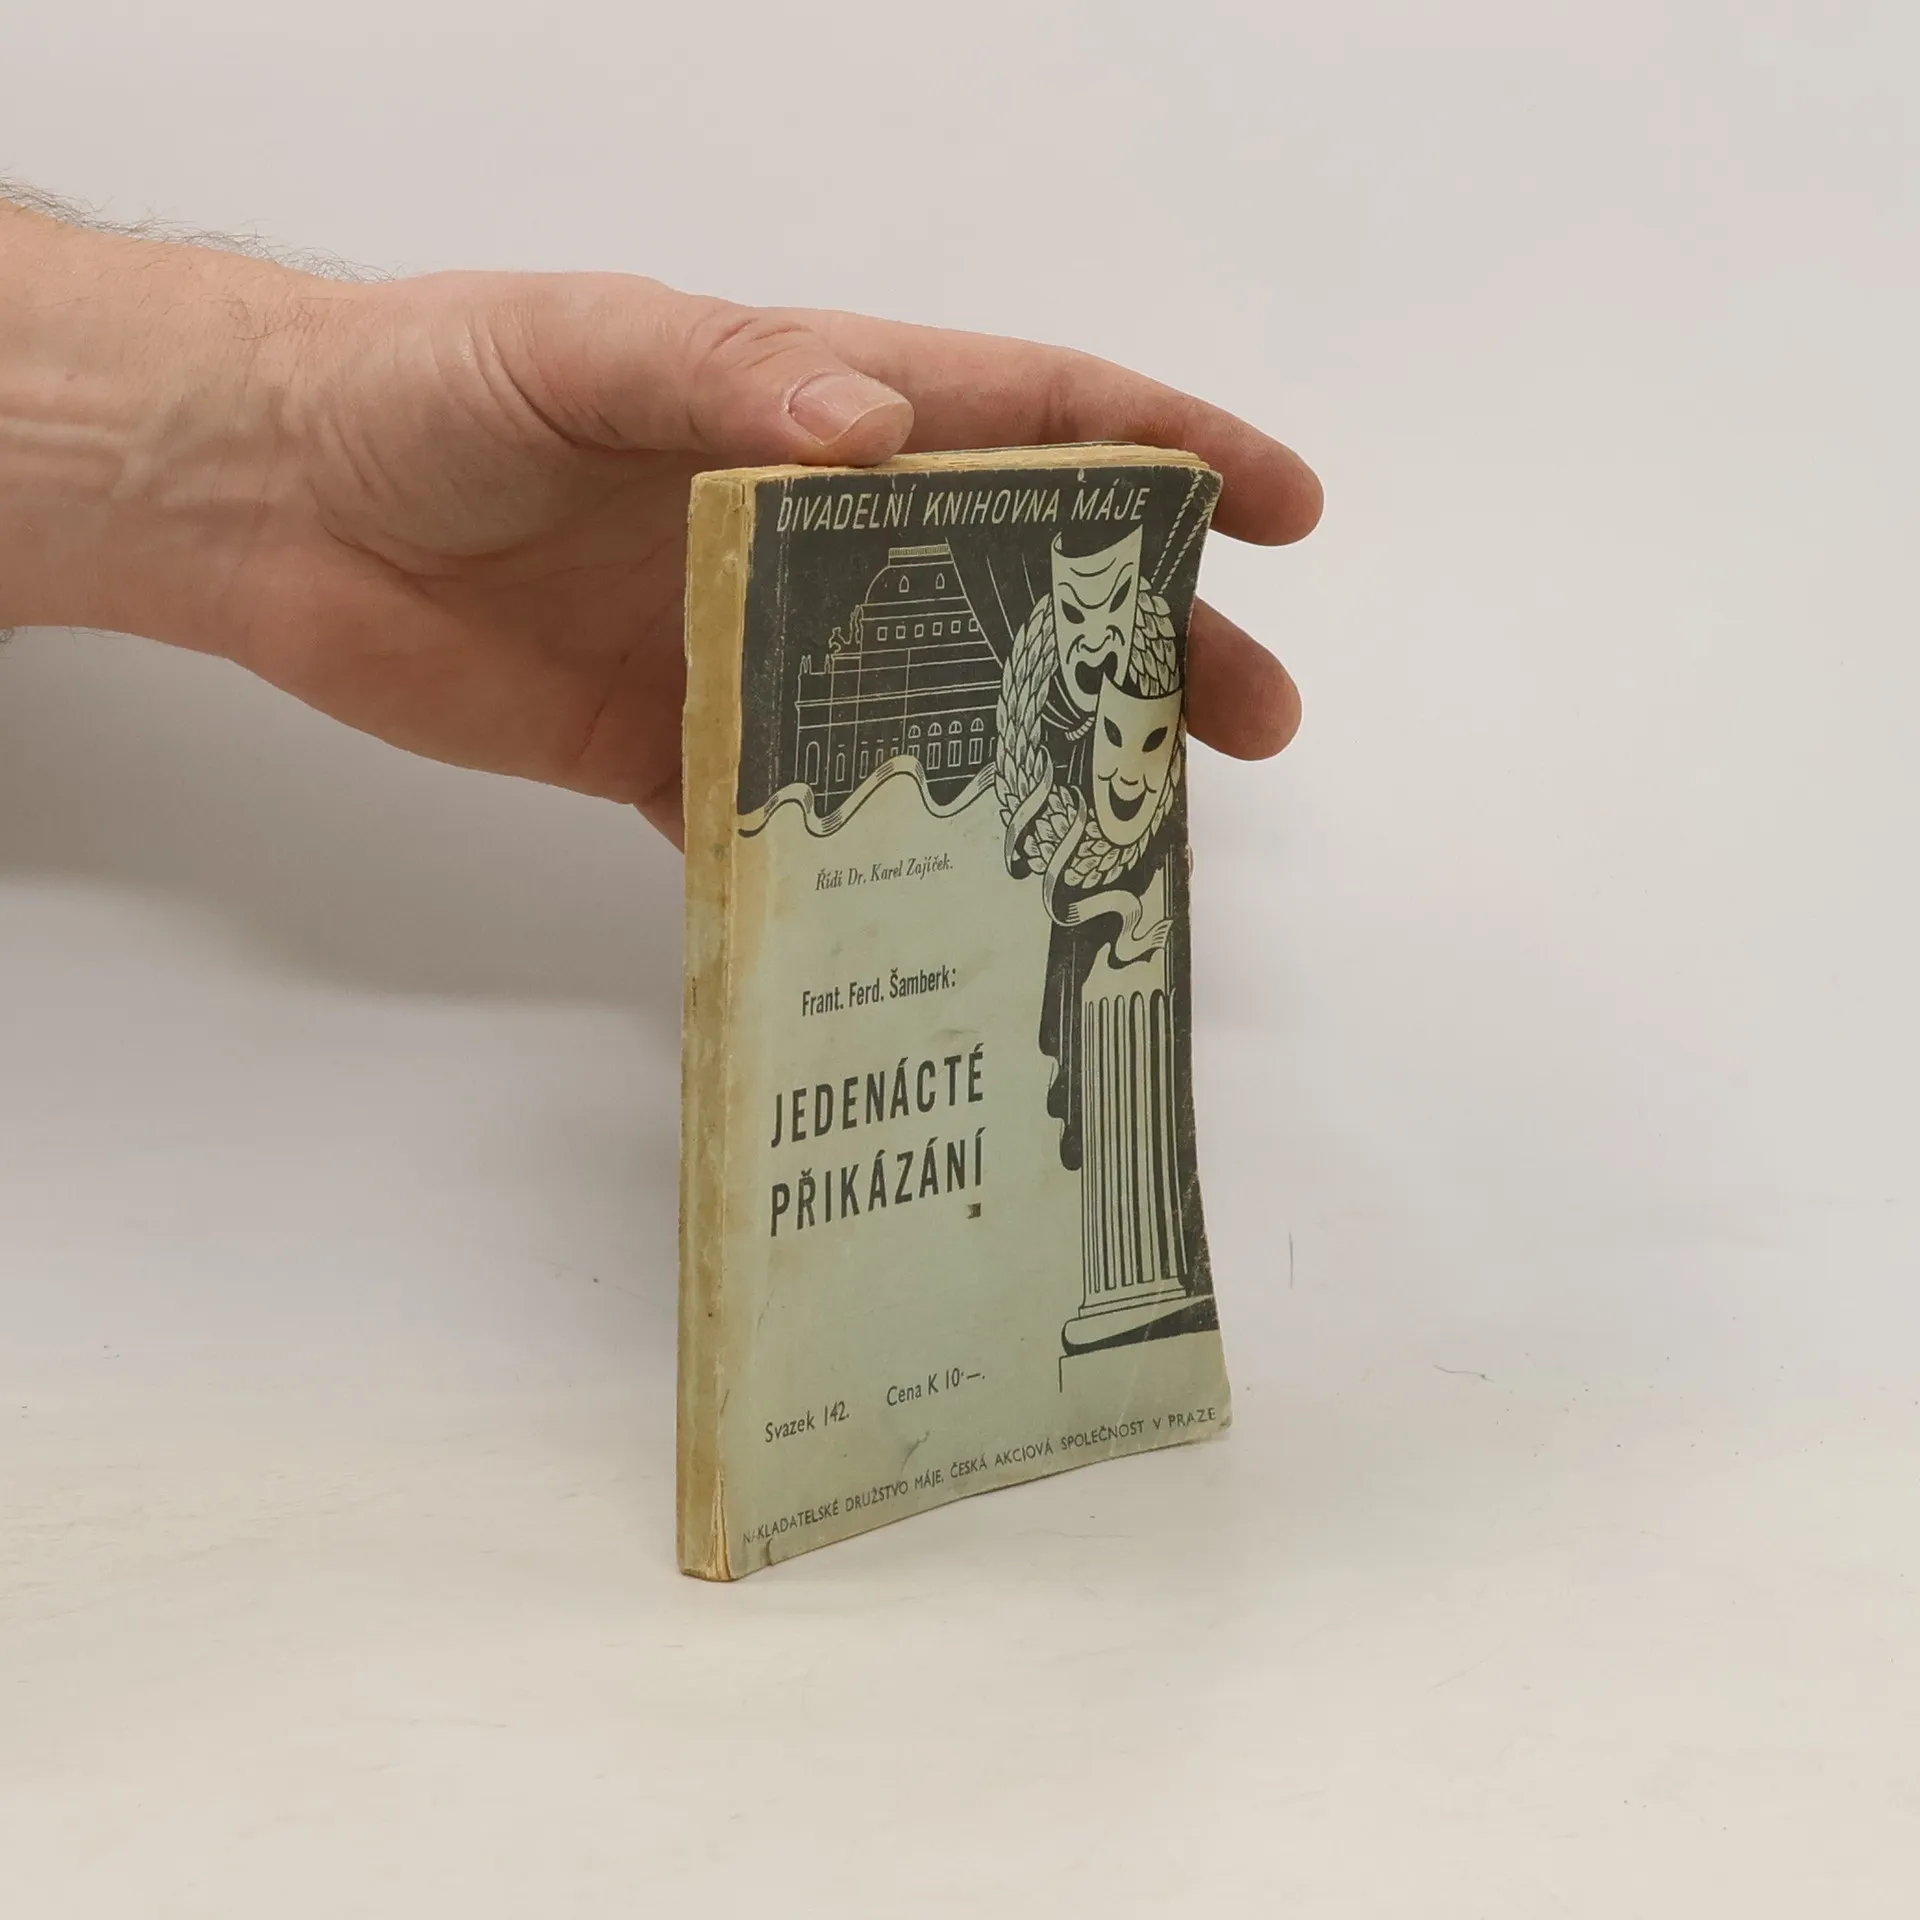 DIVADELNÍ KNIHOVNA MÁJE
Řídí Dr. Karel Zajíček.
Frant. Ferd. Šamberk:
JEDENÁCTÉ
PŘIKÁZÁNÍ
Svazek 142. Cena K 10·—.
NAKLADATELSKÉ DRUŽSTVO MÁJE, ČESKÁ AKCIOVÁ SPOLEČNOST V PRAZE